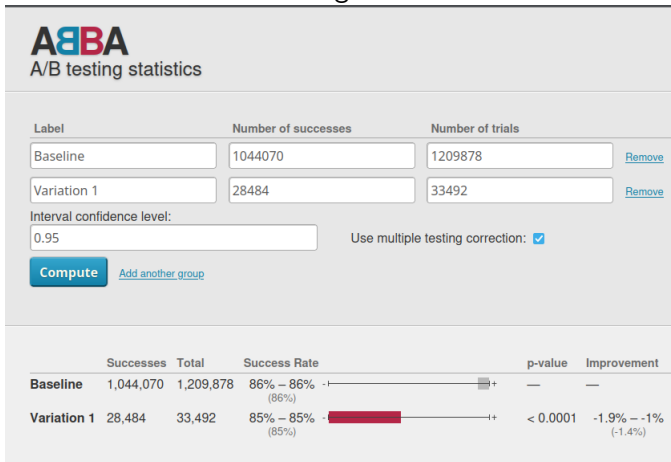 ABBA
A/B testing statistics
Label Number of successes Number of trials
Baseline 1044070 1209878 Remove
Variation 1 28484 33492 Remove
Interval confidence level:
0.95 Use multiple testing correction:
Compute Add another group
Successes Total Success Rate p-value Improvement
Baseline 1,044,070 1,209,878 86% – 86% - + — —
(86%)
Variation 1 28,484 33,492 85% – 85% - + < 0.0001 -1.9% – -1%
(85%) (-1.4%)